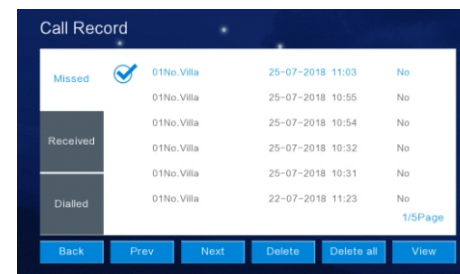 Call Record
Missed
01No.Villa 25-07-2018 11:03 No
01No.Villa 25-07-2018 10:55 No
01No.Villa 25-07-2018 10:54 No
Received
01No.Villa 25-07-2018 10:32 No
01No.Villa 25-07-2018 10:31 No
Dialled
01No.Villa 22-07-2018 11:23 No
1/5Page
Back Prev Next Delete Delete all View